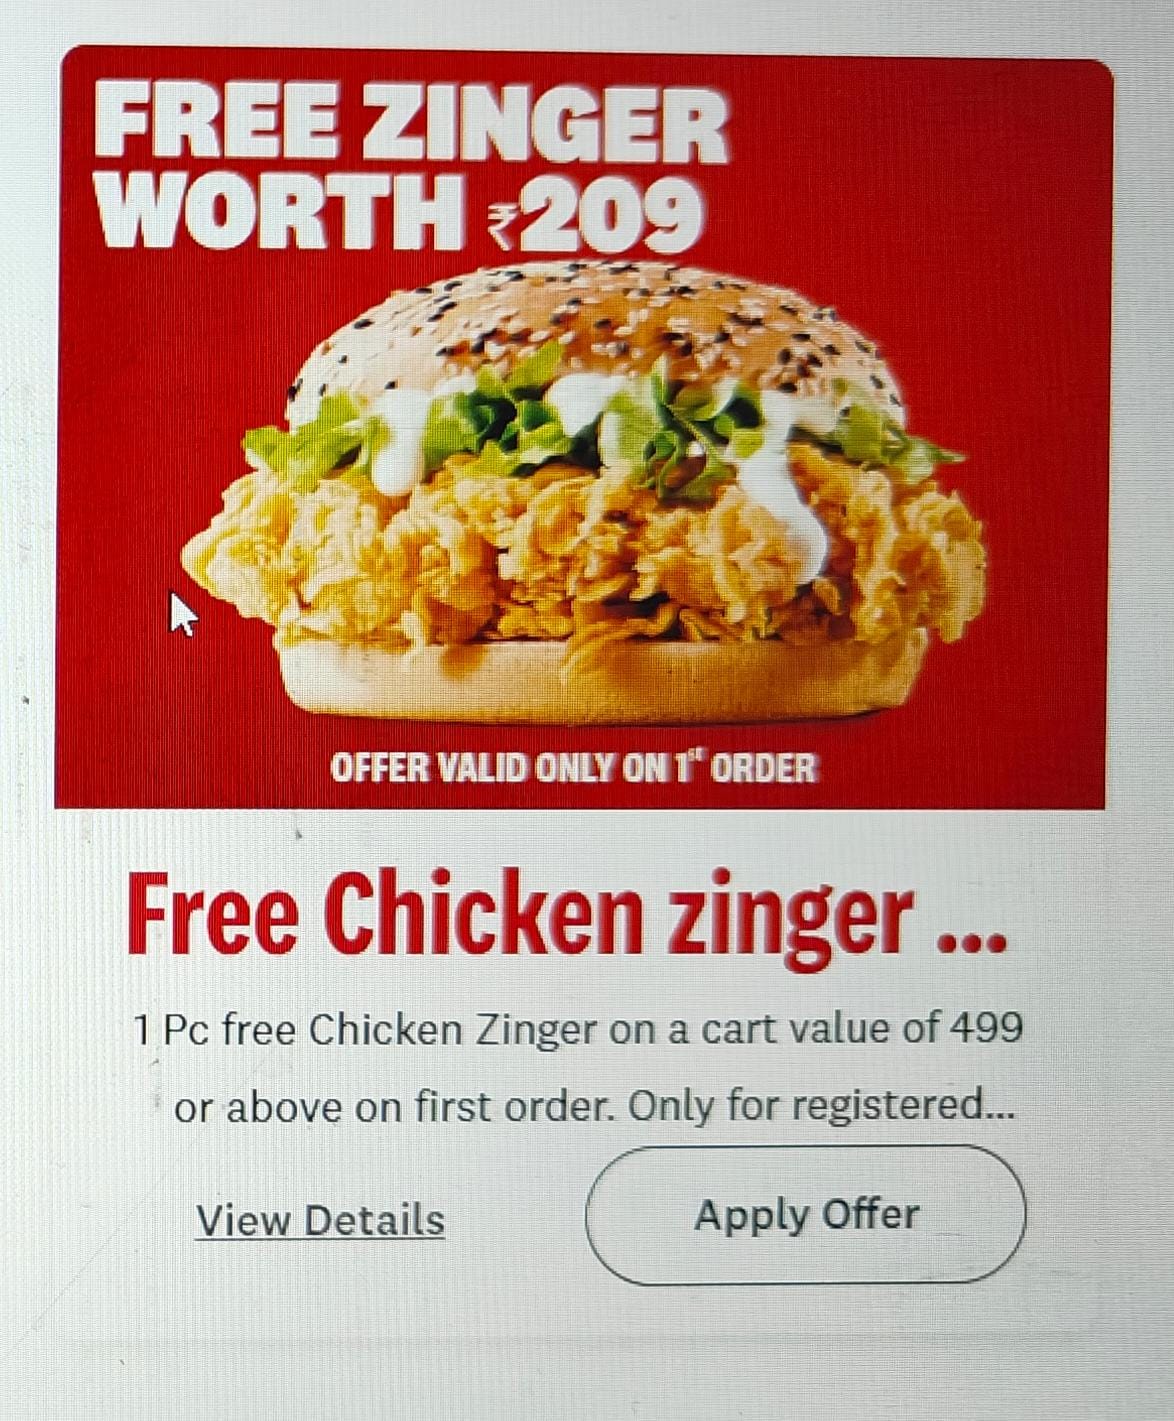 FREE ZINGER
WORTH ₹209
OFFER VALID ONLY ON 1st ORDER
Free Chicken zinger ...
1 Pc free Chicken Zinger on a cart value of 499
or above on first order. Only for registered...
View Details
Apply Offer